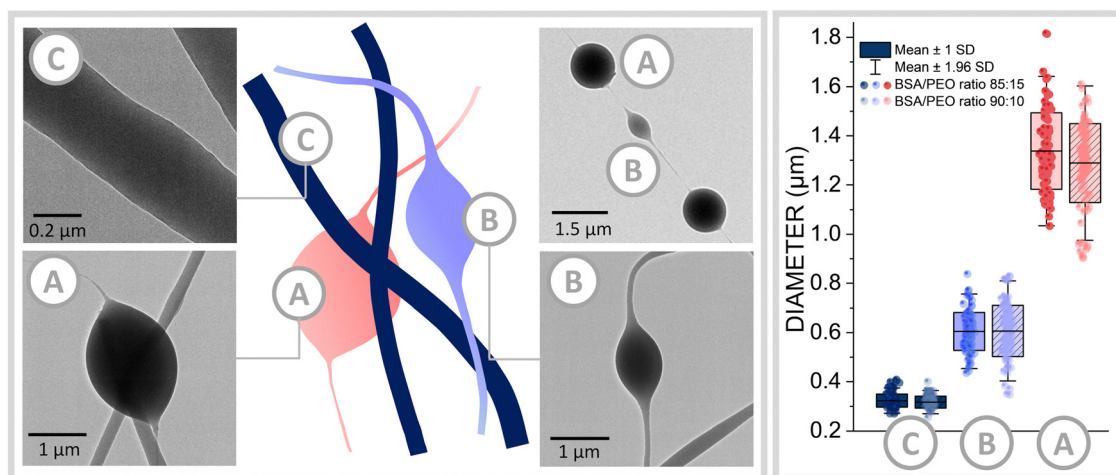 C
0.2 µm
A
1 µm
C
B
A
A
B
1.5 µm
B
1 µm
DIAMETER (µm)
1.8
1.6
1.4
1.2
1.0
0.8
0.6
0.4
0.2
Mean ± 1 SD
Mean ± 1.96 SD
BSA/PEO ratio 85:15
BSA/PEO ratio 90:10
C
B
A